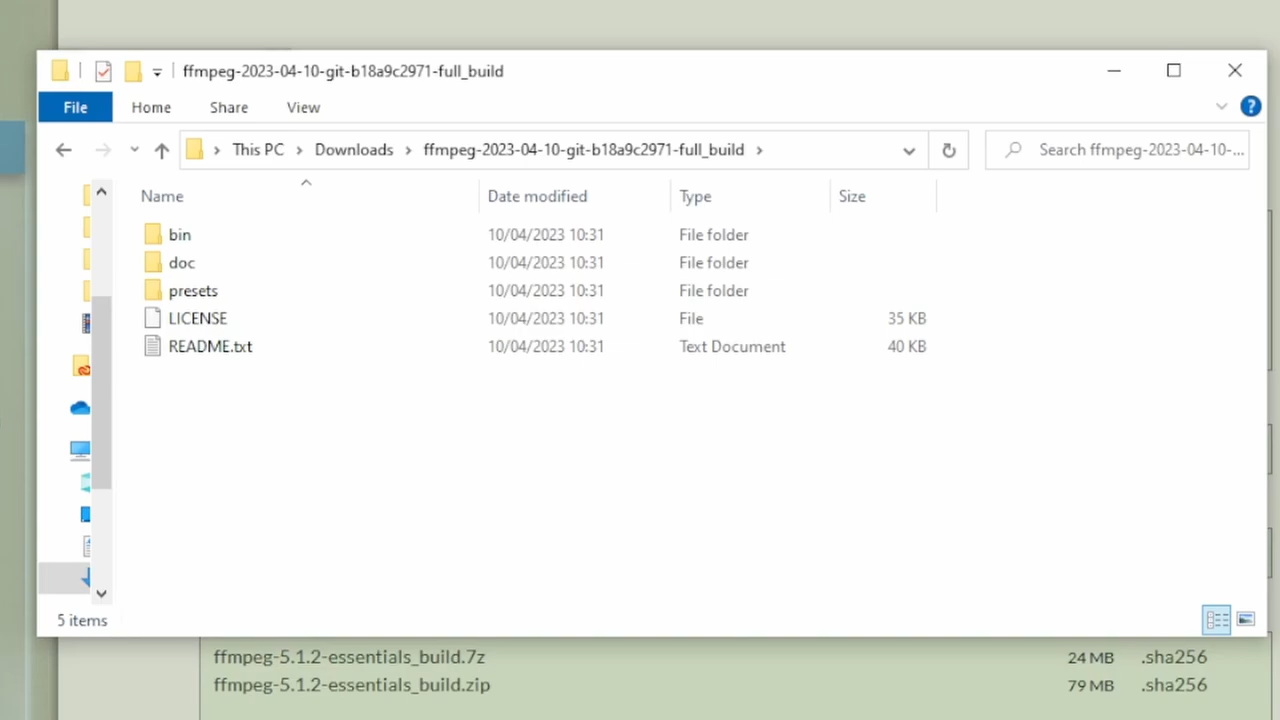 ffmpeg-2023-04-10-git-b18a9c2971-full_build
File Home Share View
This PC Downloads ffmpeg-2023-04-10-git-b18a9c2971-full_build Search ffmpeg-2023-04-10-...
Name Date modified Type Size
bin 10/04/2023 10:31 File folder
doc 10/04/2023 10:31 File folder
presets 10/04/2023 10:31 File folder
LICENSE 10/04/2023 10:31 File 35 KB
README.txt 10/04/2023 10:31 Text Document 40 KB
5 items
ffmpeg-5.1.2-essentials_build.7z 24 MB .sha256
ffmpeg-5.1.2-essentials_build.zip 79 MB .sha256